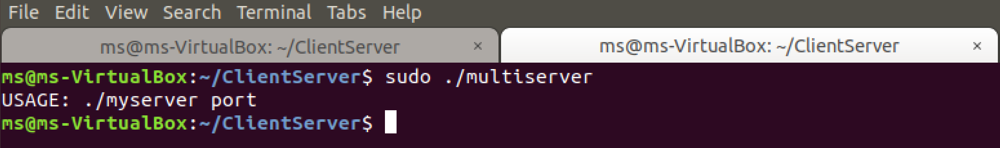 File Edit View Search Terminal Tabs Help
ms@ms-VirtualBox: ~/ClientServer × ms@ms-VirtualBox: ~/ClientServer ×
ms@ms-VirtualBox:~/ClientServer$ sudo ./multiserver
USAGE: ./myserver port
ms@ms-VirtualBox:~/ClientServer$